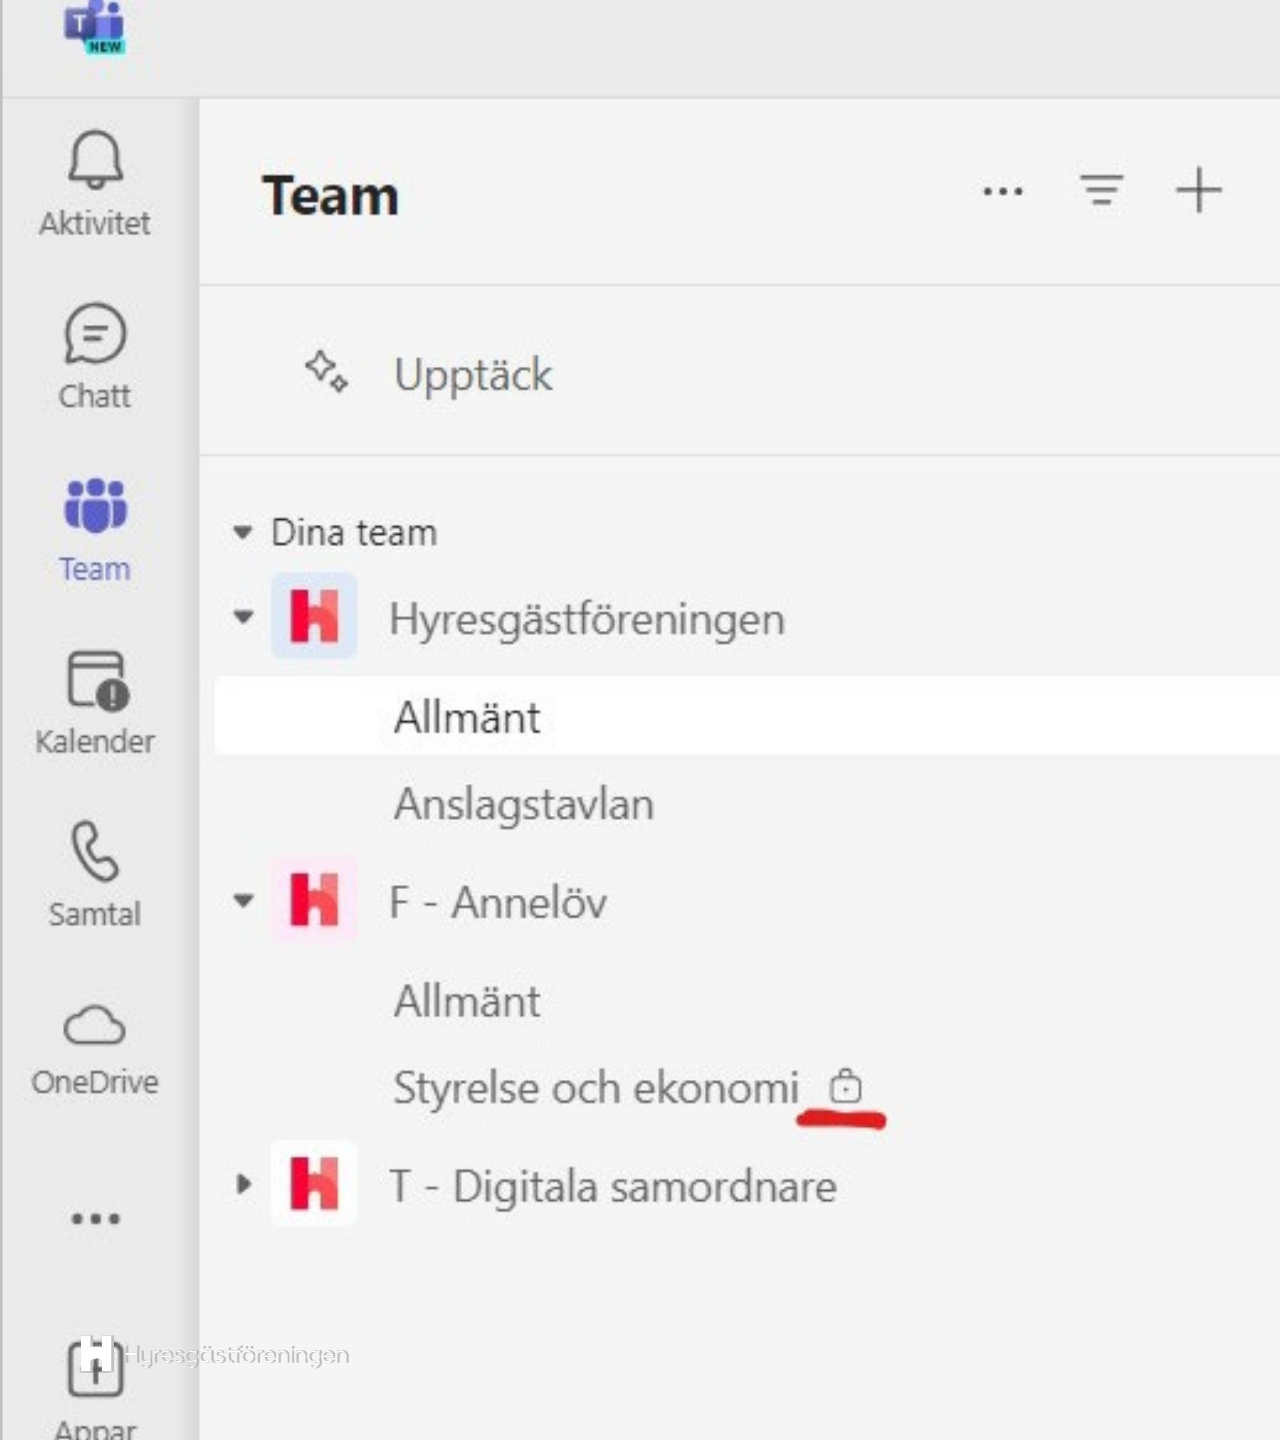 T
NEW
Aktivitet
Chatt
Team
Kalender
Samtal
OneDrive
Appar
Team
Upptäck
Dina team
Hyresgästföreningen
Allmänt
Anslagstavlan
F - Annelöv
Allmänt
Styrelse och ekonomi
T - Digitala samordnare
Hyresgästföreningen